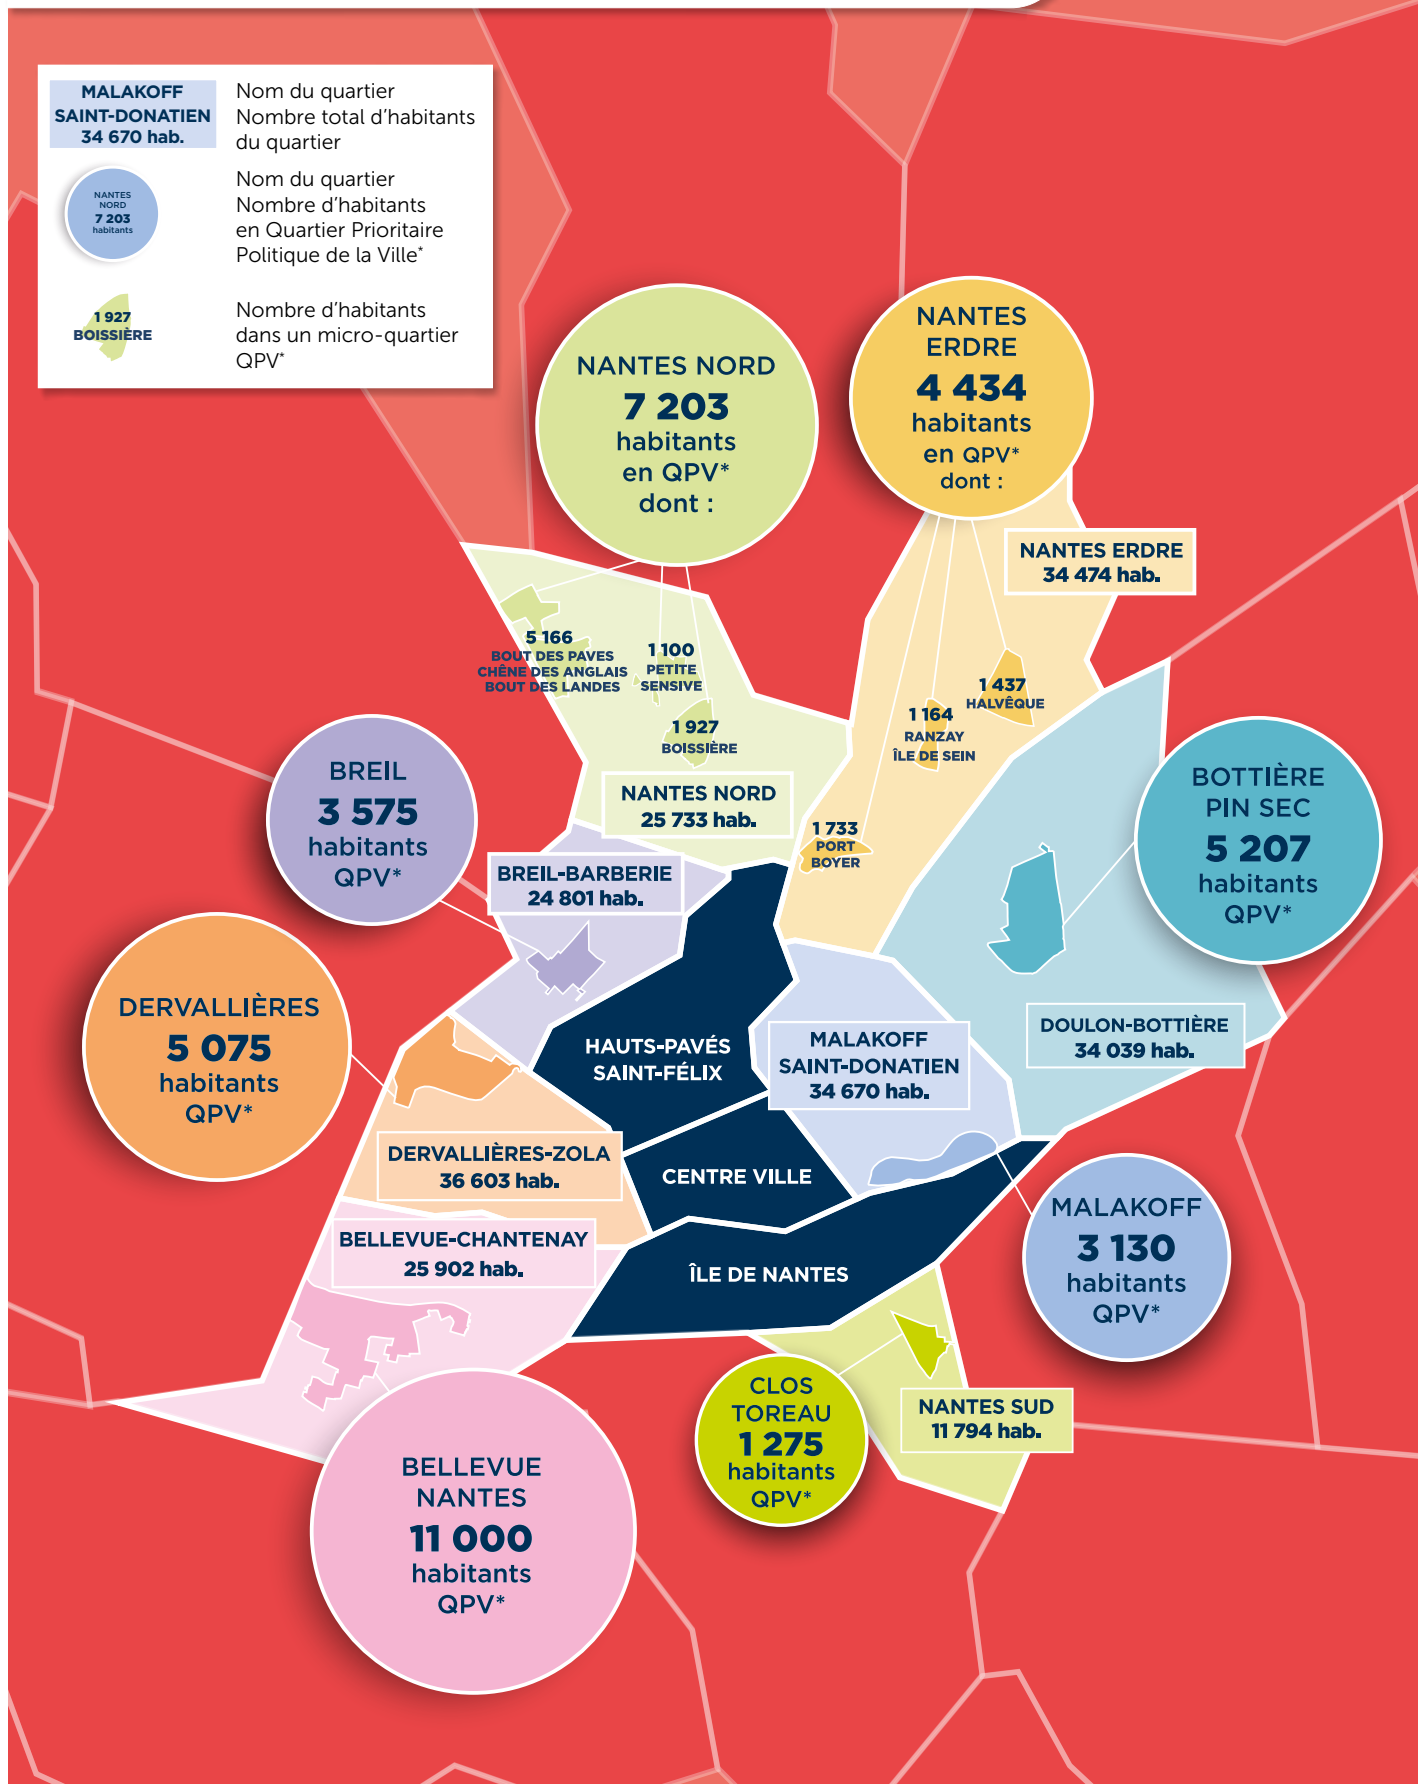 MALAKOFF
SAINT-DONATIEN
34 670 hab.
Nom du quartier
Nombre total d'habitants
du quartier
NANTES
NORD
7 203
habitants
Nom du quartier
Nombre d'habitants
en Quartier Prioritaire
Politique de la Ville*
1 927
BOISSIÈRE
Nombre d'habitants
dans un micro-quartier
QPV*
NANTES NORD
7 203
habitants
en QPV*
dont :
NANTES
ERDRE
4 434
habitants
en QPV*
dont :
NANTES ERDRE
34 474 hab.
5 166
BOUT DES PAVES
CHÊNE DES ANGLAIS
BOUT DES LANDES
1 100
PETITE
SENSIVE
1 927
BOISSIÈRE
1 437
HALVÊQUE
1 164
RANZAY
ÎLE DE SEIN
NANTES NORD
25 733 hab.
1 733
PORT
BOYER
BREIL
3 575
habitants
QPV*
BOTTIÈRE
PIN SEC
5 207
habitants
QPV*
BREIL-BARBERIE
24 801 hab.
DERVALLIÈRES
5 075
habitants
QPV*
HAUTS-PAVÉS
SAINT-FÉLIX
MALAKOFF
SAINT-DONATIEN
34 670 hab.
DOULON-BOTTIÈRE
34 039 hab.
DERVALLIÈRES-ZOLA
36 603 hab.
CENTRE VILLE
MALAKOFF
3 130
habitants
QPV*
BELLEVUE-CHANTENAY
25 902 hab.
ÎLE DE NANTES
CLOS
TOREAU
1 275
habitants
QPV*
NANTES SUD
11 794 hab.
BELLEVUE
NANTES
11 000
habitants
QPV*